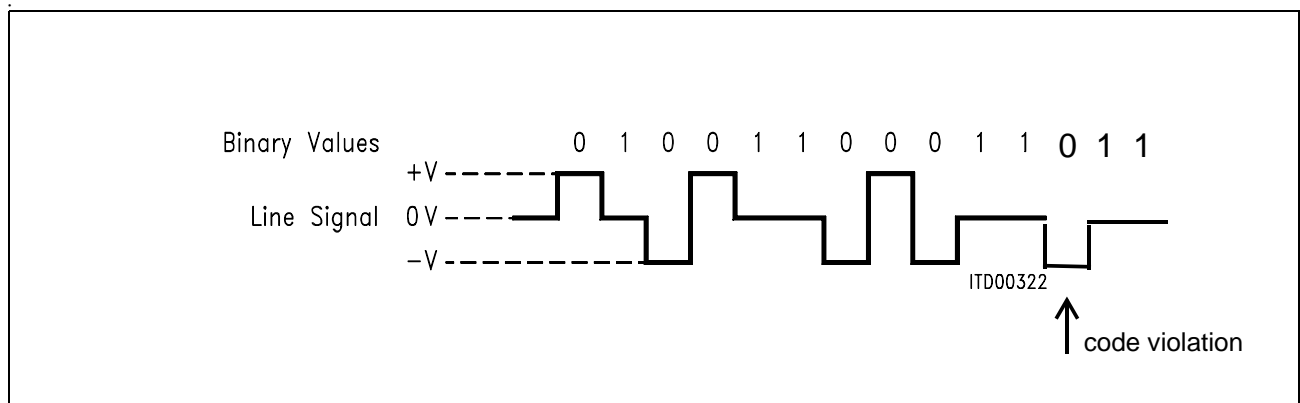 Binary Values 0 1 0 0 1 1 0 0 0 1 1 0 1 1
+V
Line Signal 0V
-V
ITD00322
code violation